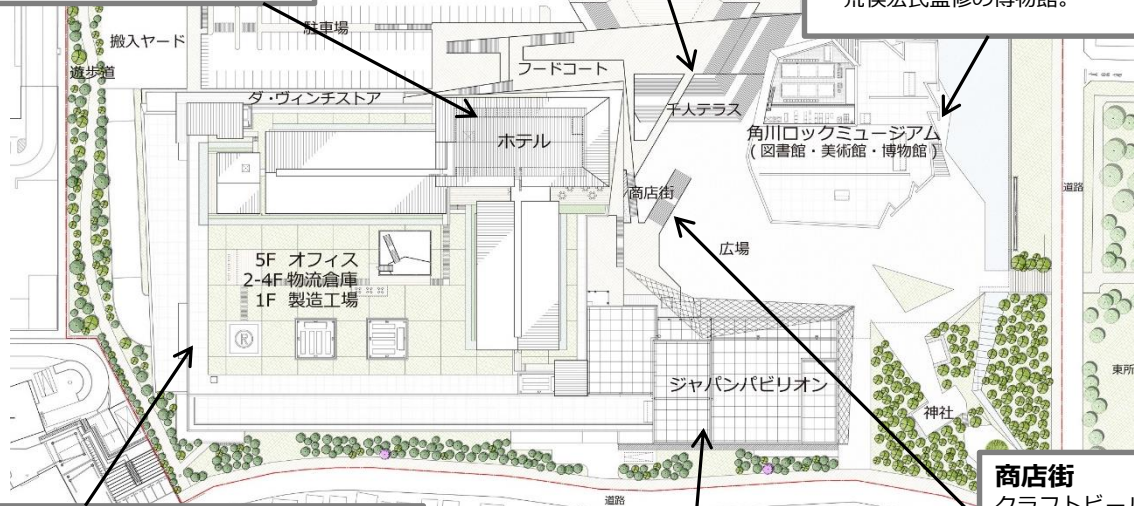 荒俣宏氏監修の博物館。
駐車場
搬入ヤード
フードコート
遊歩道
ダ・ヴィンチストア
千人テラス
ホテル
角川ロックミュージアム
(図書館・美術館・博物館)
道路
商店街
広場
5F オフィス
2-4F 物流倉庫
1F 製造工場
R
ジャパンパビリオン
東所
神社
商店街
クラフトビール
道路